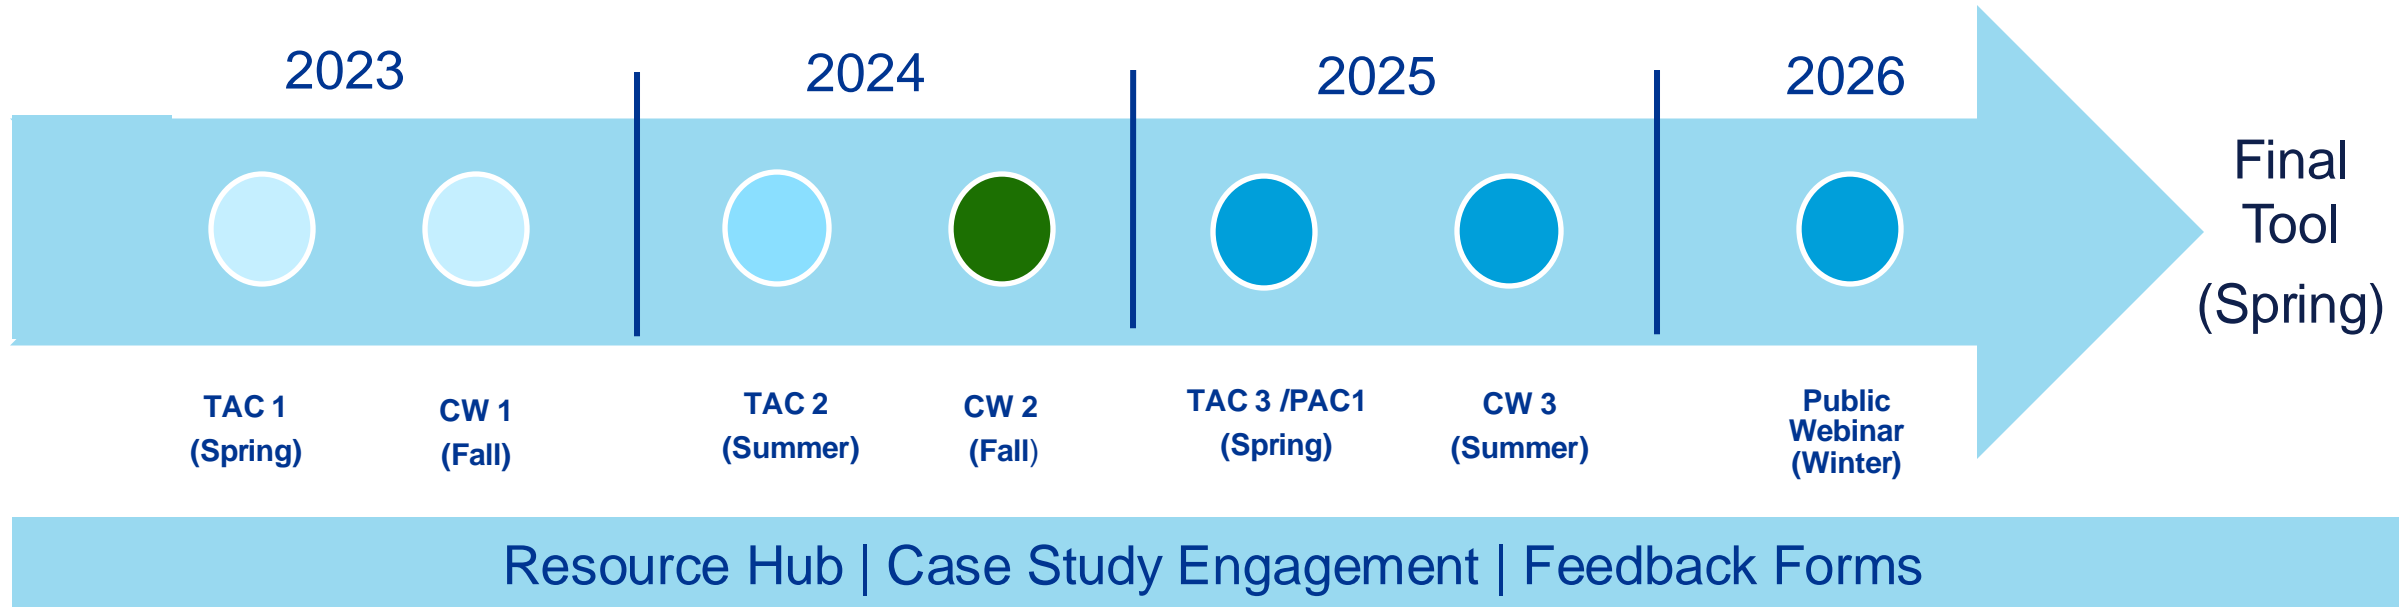 2023
2024
2025
2026
Final
Tool
(Spring)
TAC 1
(Spring)
CW 1
(Fall)
TAC 2
(Summer)
CW 2
(Fall)
TAC 3 /PAC1
(Spring)
CW 3
(Summer)
Public
Webinar
(Winter)
Resource Hub | Case Study Engagement | Feedback Forms